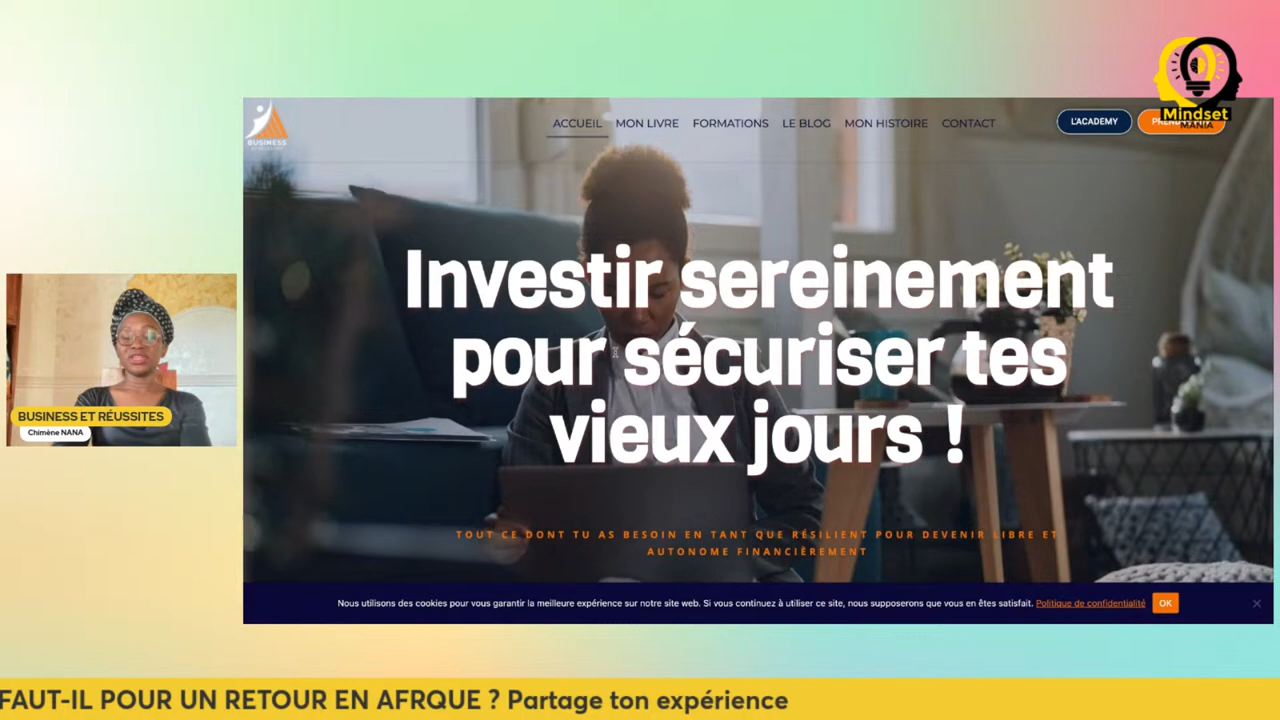 Mindset
MANIA
BUSINESS
ACCUEIL MON LIVRE FORMATIONS LE BLOG MON HISTOIRE CONTACT L'ACADEMY
Investir sereinement
pour sécuriser tes
vieux jours !
TOUT CE DONT TU AS BESOIN EN TANT QUE RÉSILIENT POUR DEVENIR LIBRE ET
AUTONOME FINANCIÈREMENT
BUSINESS ET RÉUSSITES
Chimène NANA
Nous utilisons des cookies pour vous garantir la meilleure expérience sur notre site web. Si vous continuez à utiliser ce site, nous supposerons que vous en êtes satisfait. Politique de confidentialité OK
FAUT-IL POUR UN RETOUR EN AFRQUE ? Partage ton expérience